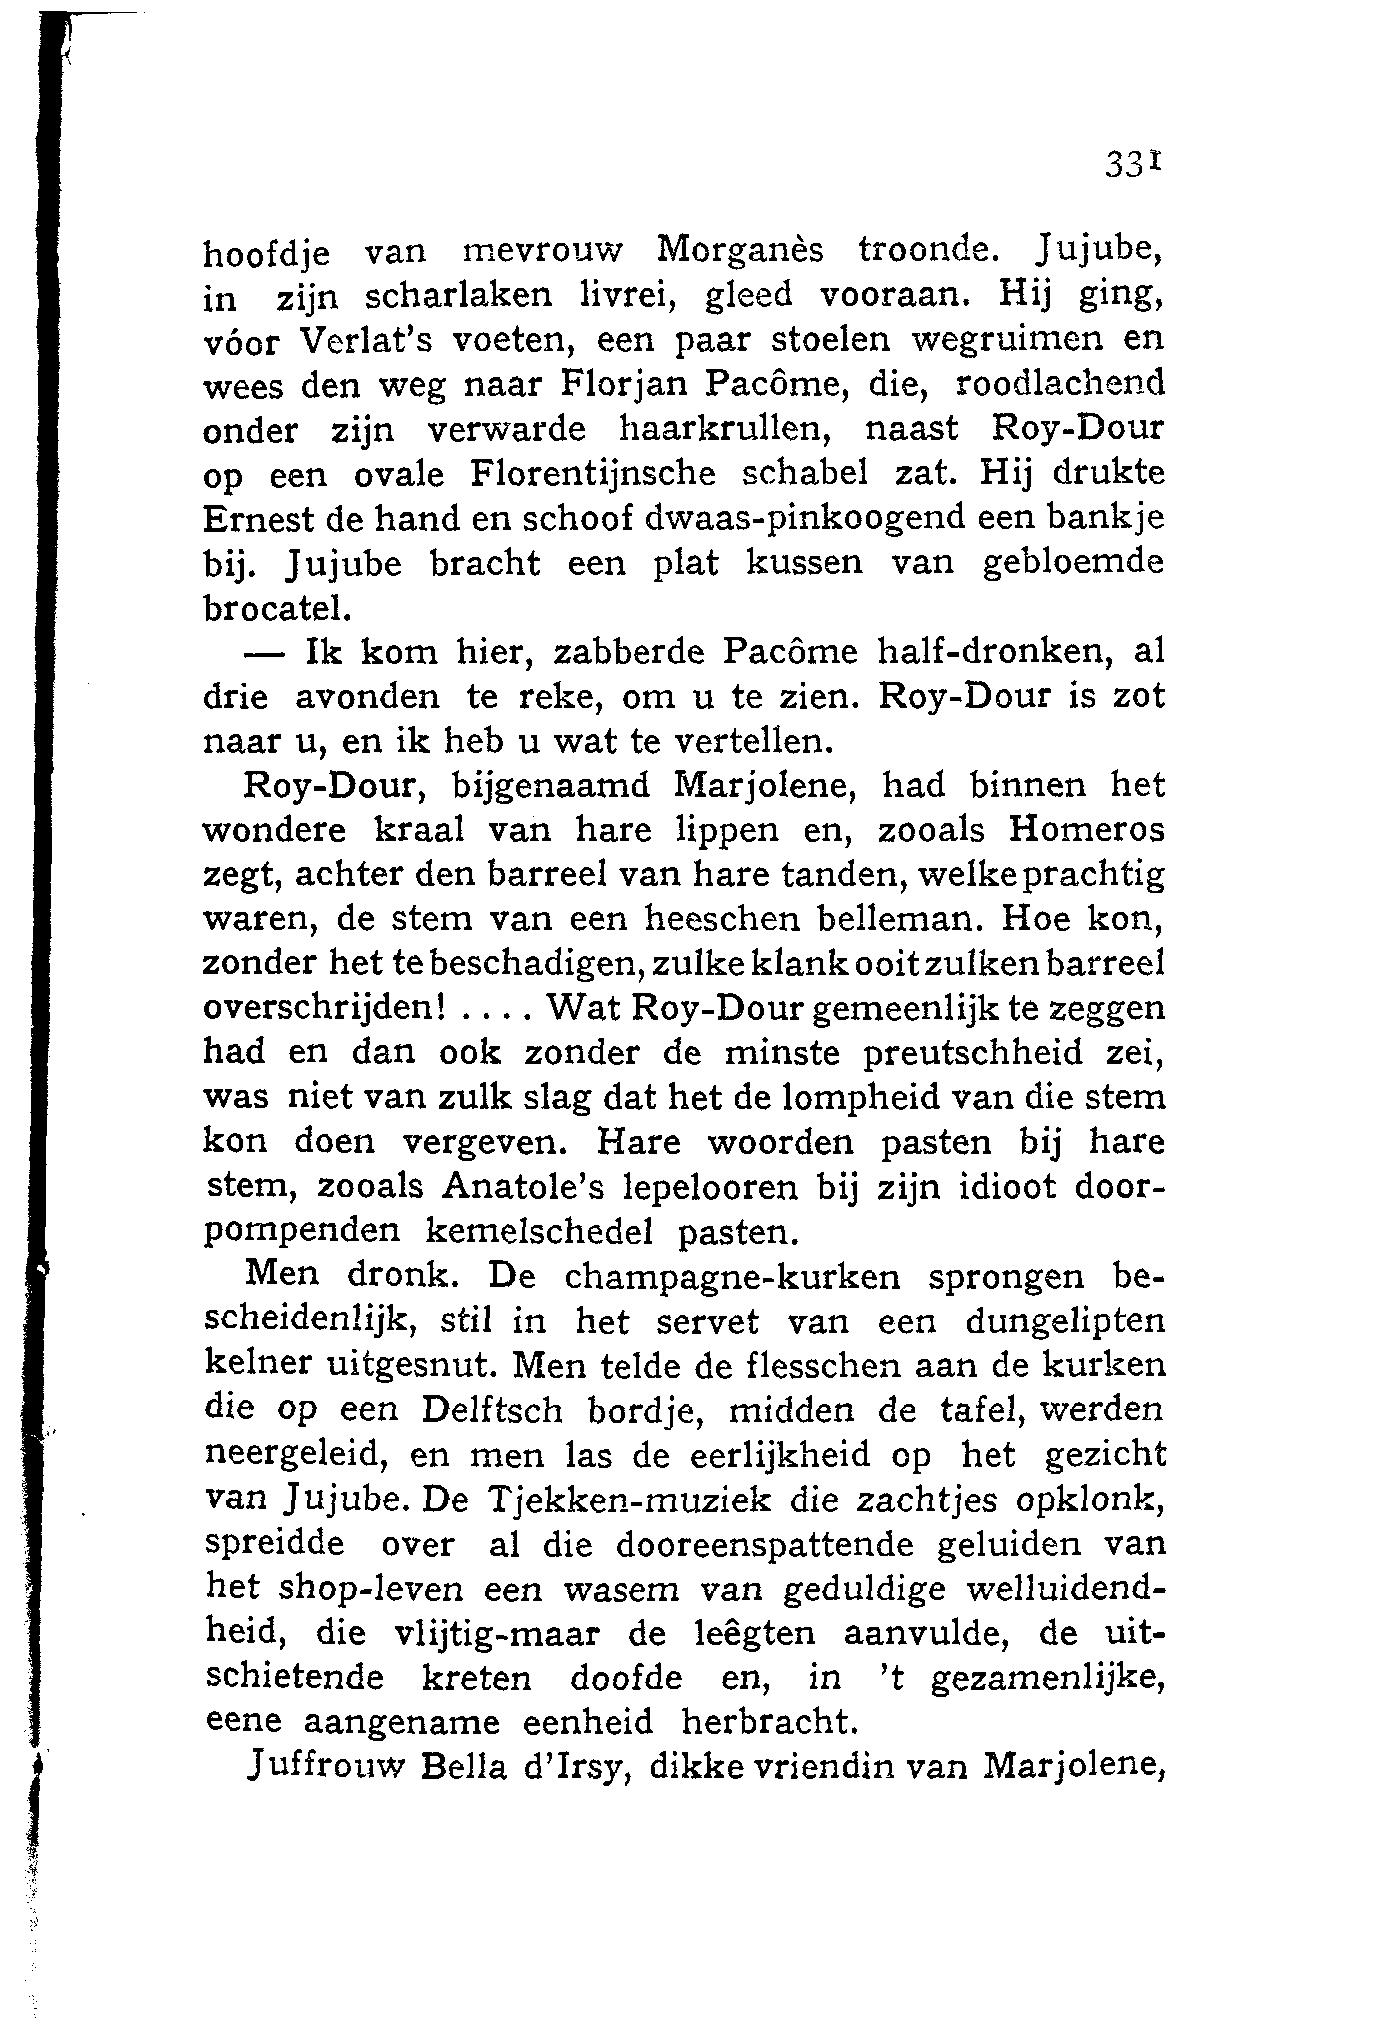 331
hoofdje van mevrouw Morganès troonde. Jujube,
in zijn scharlaken livrei, gleed vooraan. Hij ging,
vóor Verlat's voeten, een paar stoelen wegruimen en
wees den weg naar Florjan Pacôme, die, roodlachend
onder zijn verwarde haarkrullen, naast Roy-Dour
op een ovale Florentijnsche schabel zat. Hij drukte
Ernest de hand en schoof dwaas-pinkoogend een bankje
bij. Jujube bracht een plat kussen van gebloemde
brocatel.
— Ik kom hier, zabberde Pacôme half-dronken, al
drie avonden te reke, om u te zien. Roy-Dour is zot
naar u, en ik heb u wat te vertellen.
Roy-Dour, bijgenaamd Marjolene, had binnen het
wondere kraal van hare lippen en, zooals Homeros
zegt, achter den barreel van hare tanden, welke prachtig
waren, de stem van een heeschen belleman. Hoe kon,
zonder het te beschadigen, zulke klank ooit zulken barreel
overschrijden! .... Wat Roy-Dour gemeenlijk te zeggen
had en dan ook zonder de minste preutschheid zei,
was niet van zulk slag dat het de lompheid van die stem
kon doen vergeven. Hare woorden pasten bij hare
stem, zooals Anatole's lepelooren bij zijn idioot door-
pompenden kemelschedel pasten.
Men dronk. De champagne-kurken sprongen be-
scheidenlijk, stil in het servet van een dungelipten
kelner uitgesnut. Men telde de flesschen aan de kurken
die op een Delftsch bordje, midden de tafel, werden
neergeleid, en men las de eerlijkheid op het gezicht
van Jujube. De Tjekken-muziek die zachtjes opklonk,
spreidde over al die dooreenspattende geluiden van
het shop-leven een wasem van geduldige welluidend-
heid, die vlijtig-maar de leêgten aanvulde, de uit-
schietende kreten doofde en, in 't gezamenlijke,
eene aangename eenheid herbracht.
Juffrouw Bella d'Irsy, dikke vriendin van Marjolene,